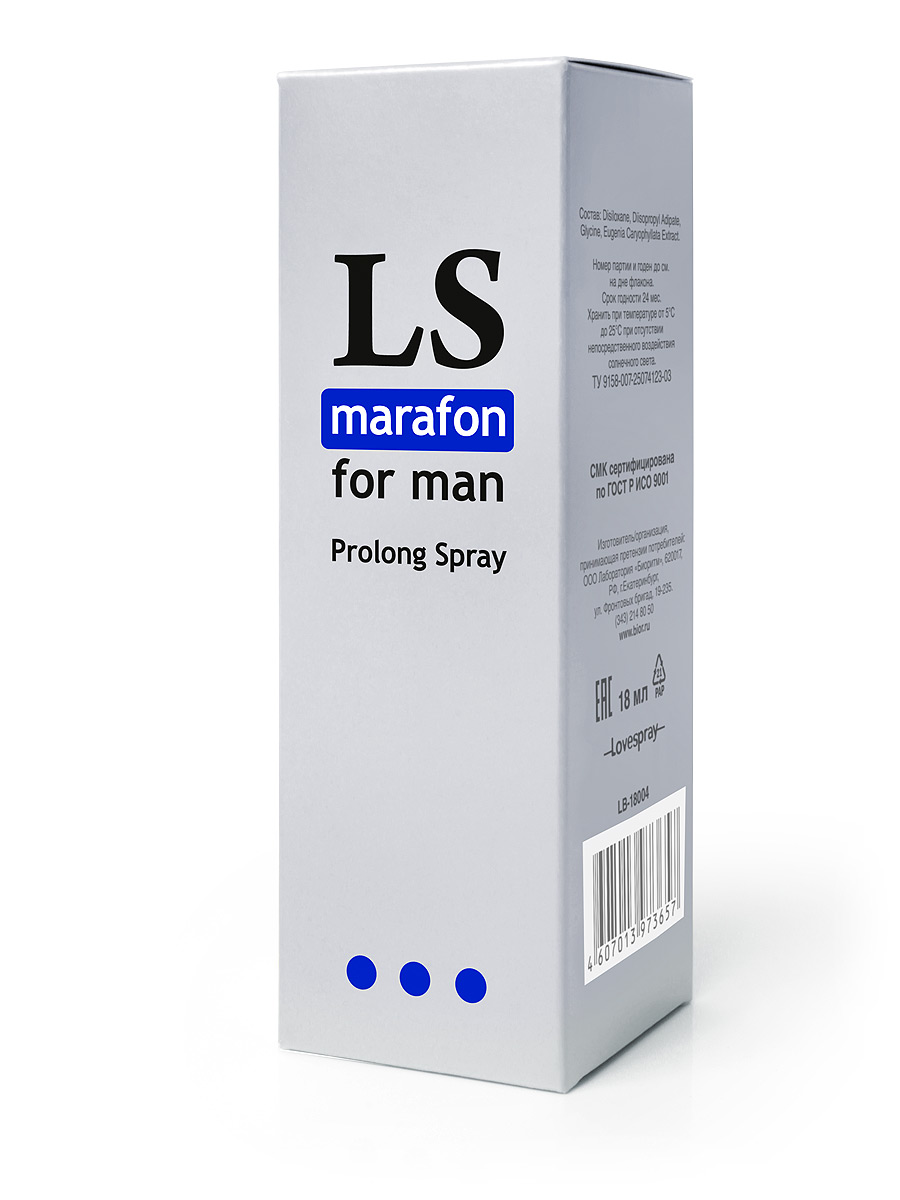 LS
marafon
for man
Prolong Spray
Состав: Disiloxane, Diisopropyl Adipate,
Glycine, Eugenia Caryophyllata Extract.
Номер партии и годен до см.
на дне флакона.
Срок годности 24 мес.
Хранить при температуре от 5°C
до 25°C при отсутствии
непосредственного воздействия
солнечного света.
ТУ 9158-007-25074123-03
СМК сертифицирована
по ГОСТ Р ИСО 9001
Изготовитель/организация,
принимающая претензии потребителей:
ООО Лаборатория «Биоритм», 620017,
РФ, г.Екатеринбург,
ул. Фронтовых бригад, 19-235.
(343) 214 80 50
www.bior.ru
EAC 18 мл 21 PAP
Lovespray
LB-18004
4 607013 973657